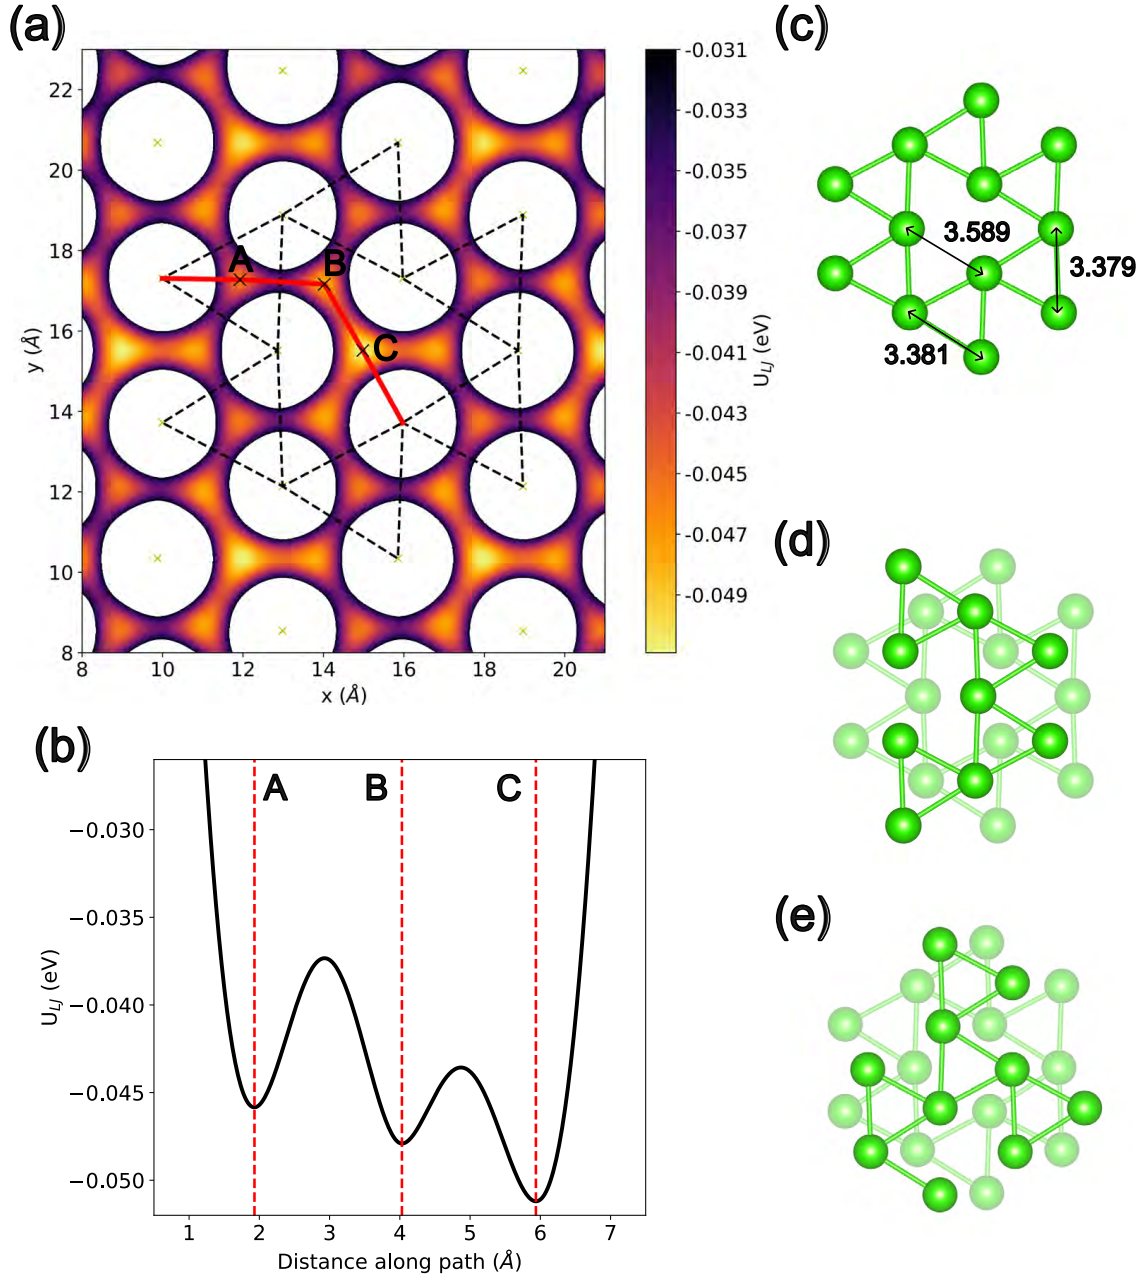 (a)
22
20
18
16
14
12
10
8
y (Å)
8
10
12
14
16
18
20
x (Å)
A
B
C
-0.031
-0.033
-0.035
-0.037
-0.039
-0.041
-0.043
-0.045
-0.047
-0.049
U_LJ (eV)
(b)
A
B
C
−0.030
−0.035
−0.040
−0.045
−0.050
U_LJ (eV)
1
2
3
4
5
6
7
Distance along path (Å)
(c)
3.589
3.379
3.381
(d)
(e)